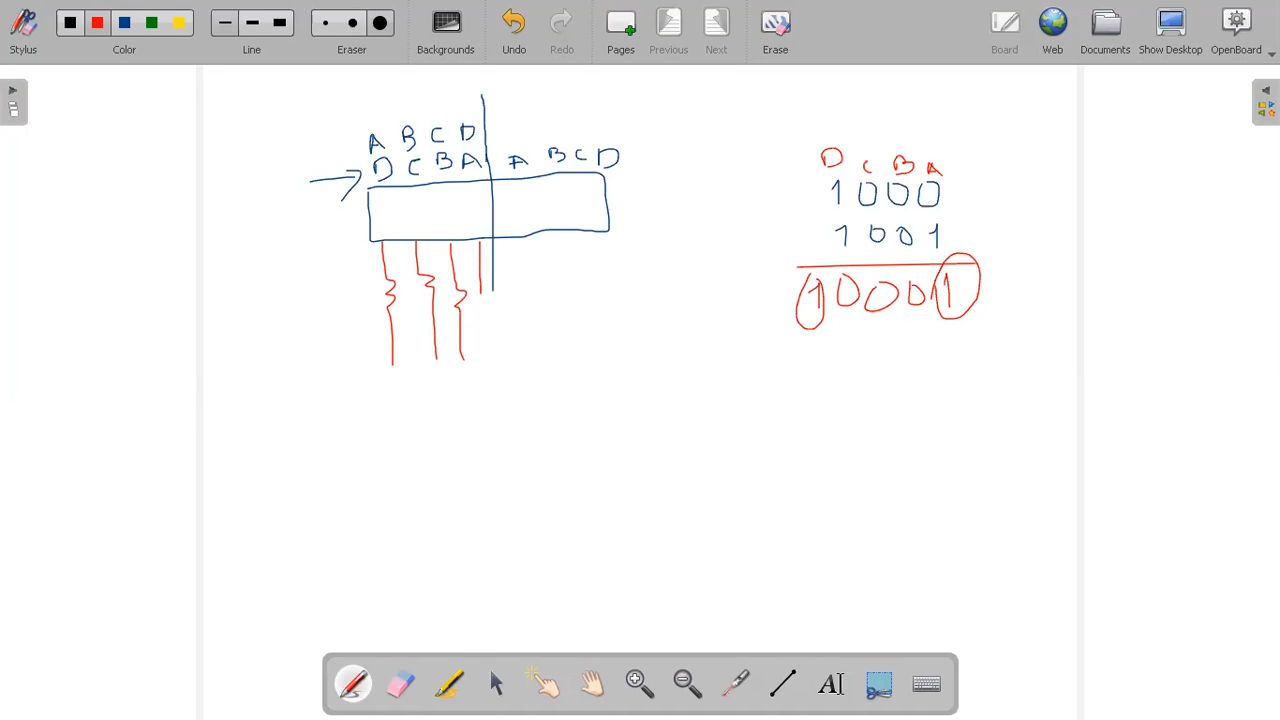 Stylus Color Line Eraser Backgrounds Undo Redo Pages Previous Next Erase Board Web Documents Show Desktop OpenBoard
A B C D
D C B A A B C D
D C B A
1 0 0 0
1 0 0 1
1 0 0 0 1